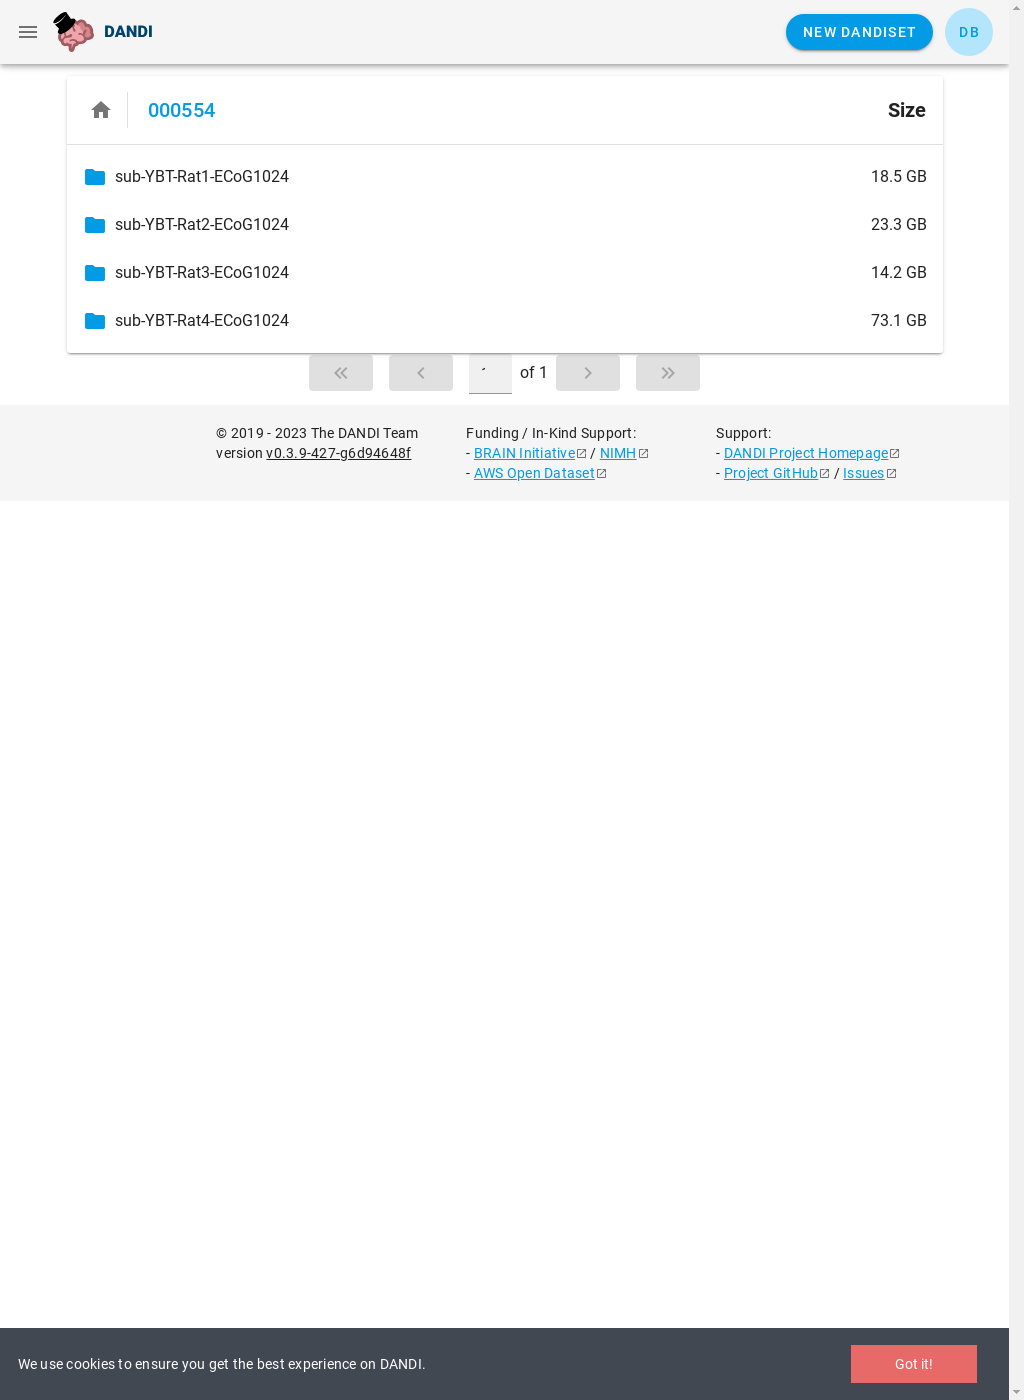 DANDI
NEW DANDISET
DB
000554
Size
sub-YBT-Rat1-ECoG1024
18.5 GB
sub-YBT-Rat2-ECoG1024
23.3 GB
sub-YBT-Rat3-ECoG1024
14.2 GB
sub-YBT-Rat4-ECoG1024
73.1 GB
of 1
© 2019 - 2023 The DANDI Team
version v0.3.9-427-g6d94648f
Funding / In-Kind Support:
- BRAIN Initiative / NIMH
- AWS Open Dataset
Support:
- DANDI Project Homepage
- Project GitHub / Issues
We use cookies to ensure you get the best experience on DANDI.
Got it!